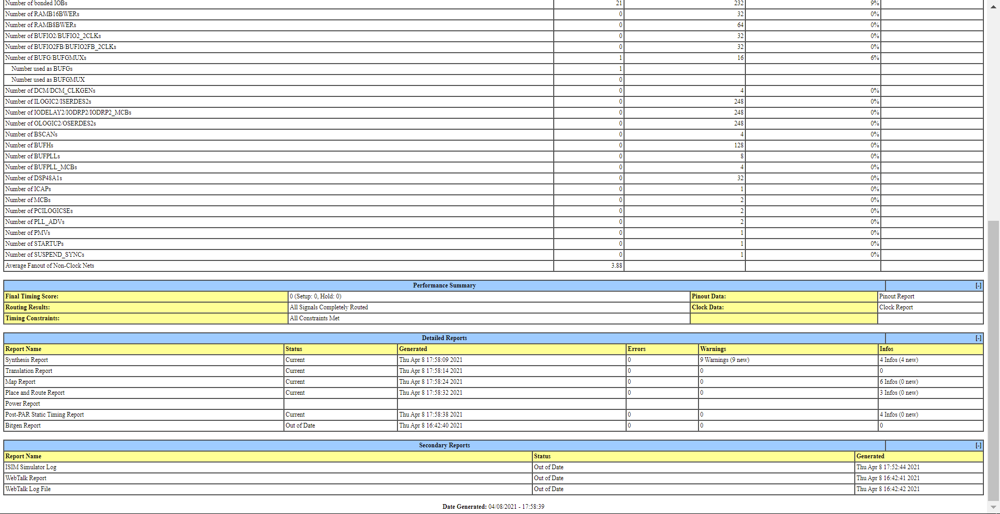 Number of bonded IOBs 21 232 9%
Number of RAMB16BWERs 0 32 0%
Number of RAMB8BWERs 0 64 0%
Number of BUFIO2/BUFIO2_2CLKs 0 32 0%
Number of BUFIO2FB/BUFIO2FB_2CLKs 0 32 0%
Number of BUFG/BUFGMUXs 1 16 6%
Number used as BUFGs 1
Number used as BUFGMUX 0
Number of DCM/DCM_CLKGENs 0 4 0%
Number of ILOGIC2/ISERDES2s 0 248 0%
Number of IODELAY2/IODRP2/IODRP2_MCBs 0 248 0%
Number of OLOGIC2/OSERDES2s 0 248 0%
Number of BSCANs 0 4 0%
Number of BUFHs 0 128 0%
Number of BUFPLLs 0 8 0%
Number of BUFPLL_MCBs 0 4 0%
Number of DSP48A1s 0 32 0%
Number of ICAPs 0 1 0%
Number of MCBs 0 2 0%
Number of PCILOGICSEs 0 2 0%
Number of PLL_ADVs 0 2 0%
Number of PMVs 0 1 0%
Number of STARTUPs 0 1 0%
Number of SUSPEND_SYNCs 0 1 0%
Average Fanout of Non-Clock Nets 3.88
Performance Summary [-]
Final Timing Score: 0 (Setup: 0, Hold: 0) Pinout Data: Pinout Report
Routing Results: All Signals Completely Routed Clock Data: Clock Report
Timing Constraints: All Constraints Met
Detailed Reports [-]
Report Name Status Generated Errors Warnings Infos
Synthesis Report Current Thu Apr 8 17:58:09 2021 0 9 Warnings (9 new) 4 Infos (4 new)
Translation Report Current Thu Apr 8 17:58:14 2021 0 0 0
Map Report Current Thu Apr 8 17:58:24 2021 0 0 6 Infos (0 new)
Place and Route Report Current Thu Apr 8 17:58:32 2021 0 0 3 Infos (0 new)
Power Report
Post-PAR Static Timing Report Current Thu Apr 8 17:58:38 2021 0 0 4 Infos (0 new)
Bitgen Report Out of Date Thu Apr 8 16:42:40 2021 0 0 0
Secondary Reports [-]
Report Name Status Generated
ISIM Simulator Log Out of Date Thu Apr 8 17:52:44 2021
WebTalk Report Out of Date Thu Apr 8 16:42:41 2021
WebTalk Log File Out of Date Thu Apr 8 16:42:42 2021
Date Generated: 04/08/2021 - 17:58:39